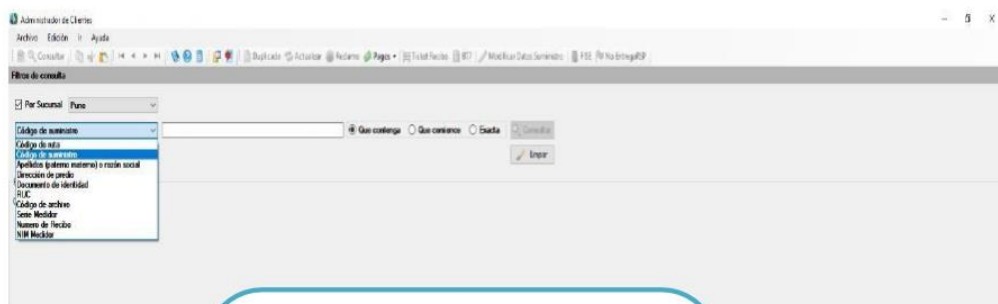 Administrador de Clientes
Archivo Edición Ir Ayuda
Consultar Duplicado Actualizar Reclamo Pagos Ticket Recibo Modificar Datos Suministro FISE No Entrega
Filtros de consulta
Por Sucursal Puno
Código de suministro Que contenga Que comience Exacta Consultar
Código de ruta
Código de suministro Limpiar
Apellidos (paterno materno) o razón social
Dirección de predio
Documento de identidad
RUC
Código de archivo
Serie Medidor
Numero de Recibo
NIM Medidor